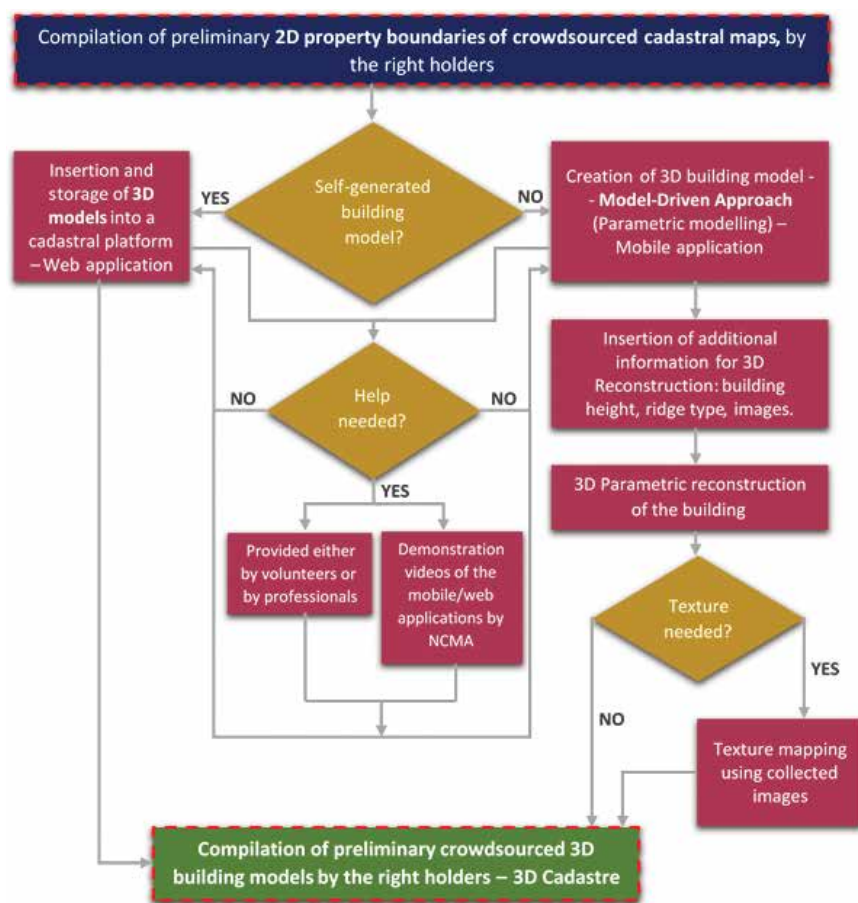 Compilation of preliminary 2D property boundaries of crowdsourced cadastral maps, by
the right holders
Insertion and
storage of 3D
models into a
cadastral platform
– Web application
YES
Self-generated
building
model?
NO
Creation of 3D building model -
- Model-Driven Approach
(Parametric modelling) –
Mobile application
Insertion of additional
information for 3D
Reconstruction: building
height, ridge type, images.
NO
Help
needed?
NO
YES
3D Parametric reconstruction
of the building
Provided either
by volunteers or
by professionals
Demonstration
videos of the
mobile/web
applications by
NCMA
Texture
needed?
YES
NO
Texture mapping
using collected
images
Compilation of preliminary crowdsourced 3D
building models by the right holders – 3D Cadastre